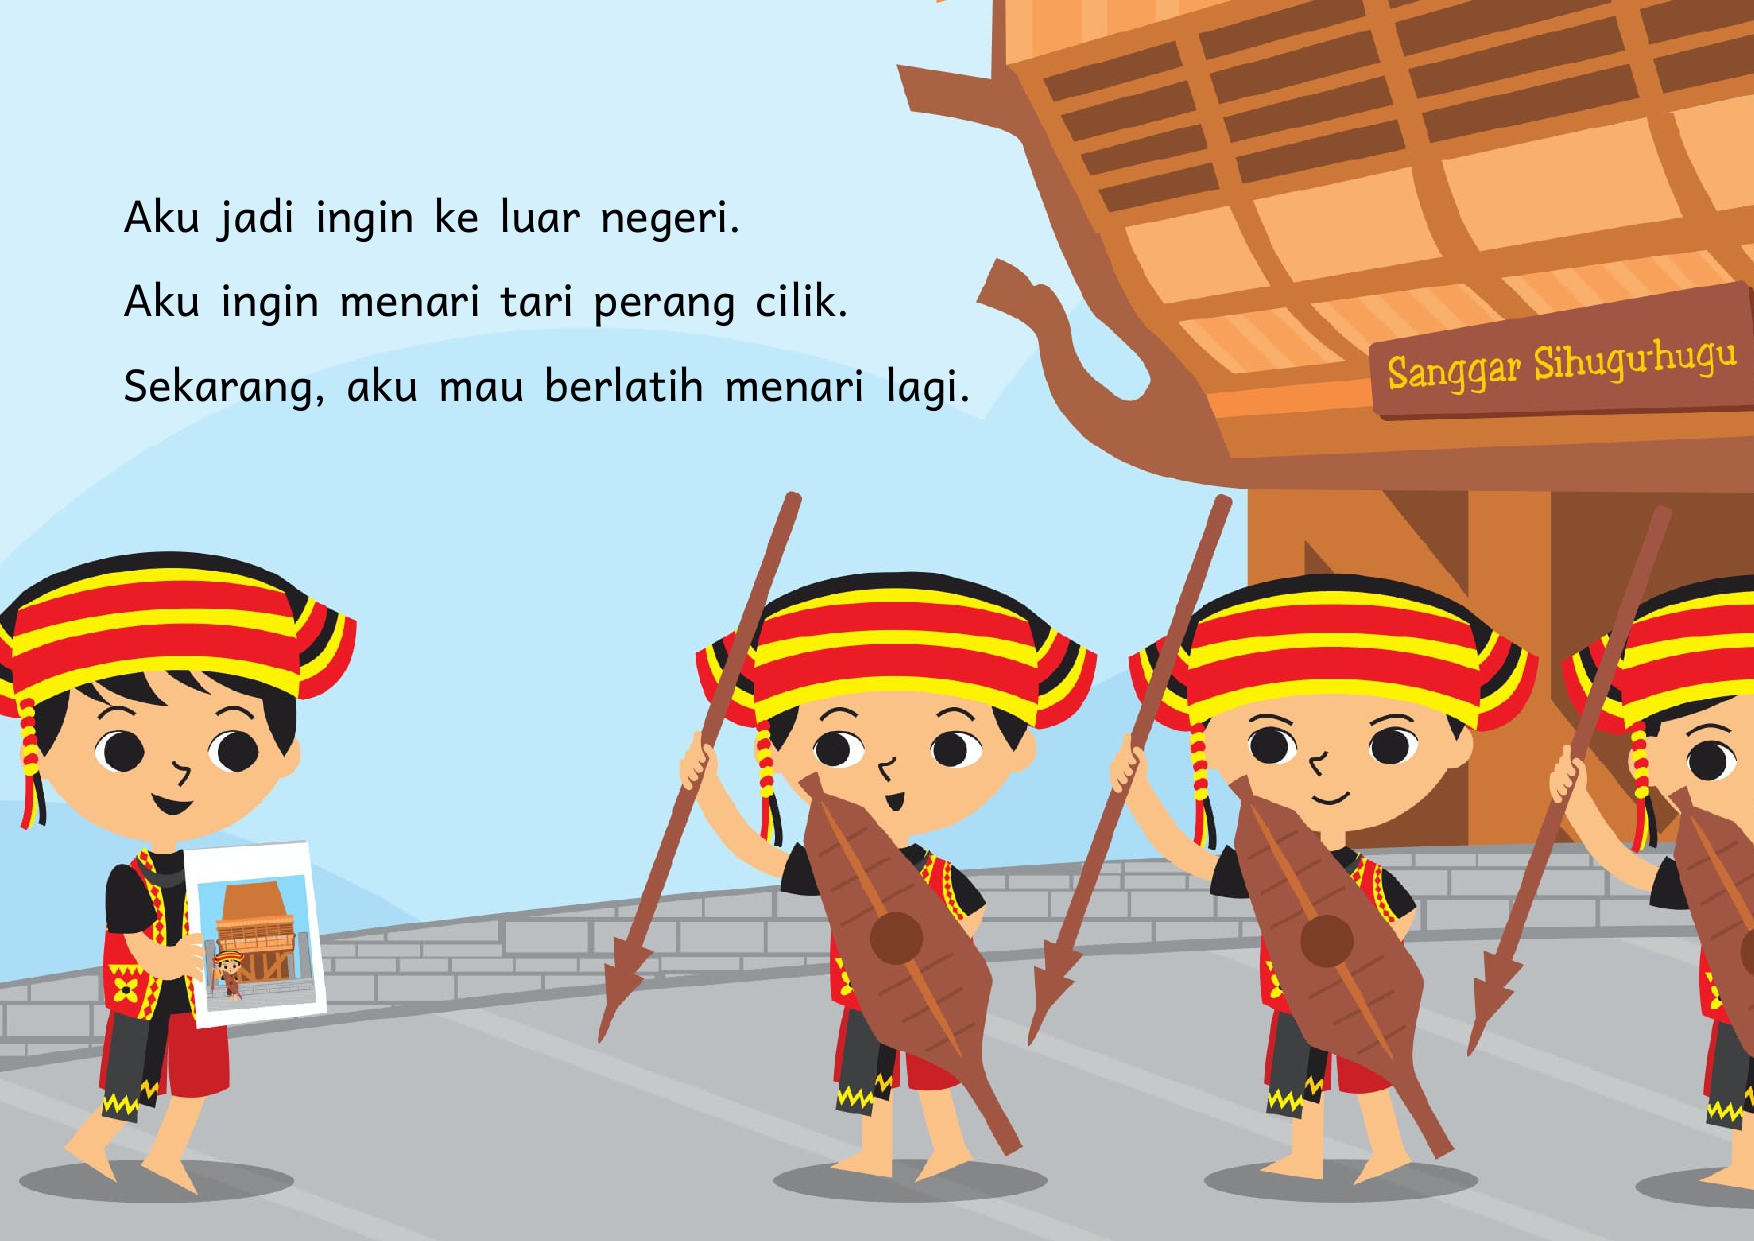 Aku jadi ingin ke luar negeri.
Aku ingin menari tari perang cilik.
Sekarang, aku mau berlatih menari lagi.
Sanggar Sihugu-hugu